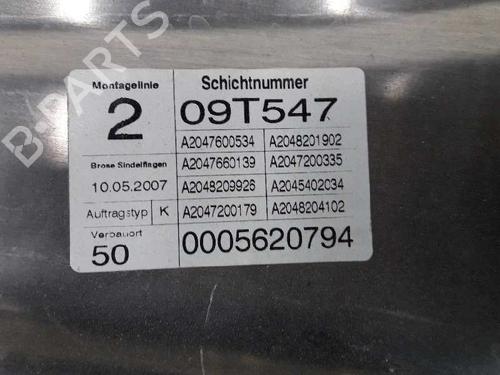 B-PARTS
Montagelinie
2
Schichtnummer
09T547
Brose Sindelfingen
10.05.2007
Auftragstyp K
Verbauort
50
A2047600534 A2048201902
A2047660139 A2047200335
A2048209926 A2045402034
A2047200179 A2048204102
0005620794